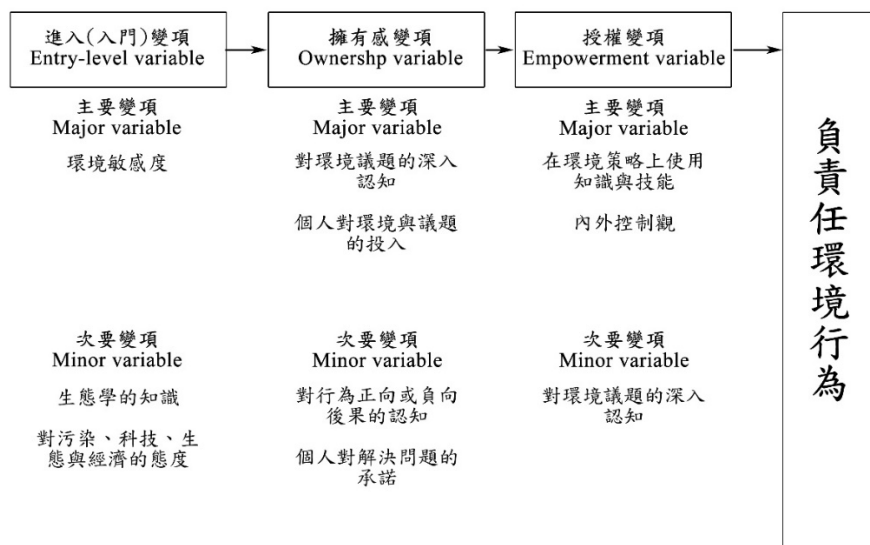 進入(入門)變項
Entry-level variable
主要變項
Major variable
環境敏感度
次要變項
Minor variable
生態學的知識
對污染、科技、生
態與經濟的態度
擁有感變項
Ownershp variable
主要變項
Major variable
對環境議題的深入
認知
個人對環境與議題
的投入
次要變項
Minor variable
對行為正向或負向
後果的認知
個人對解決問題的
承諾
授權變項
Empowerment variable
主要變項
Major variable
在環境策略上使用
知識與技能
內外控制觀
次要變項
Minor variable
對環境議題的深入
認知
負責任環境行為